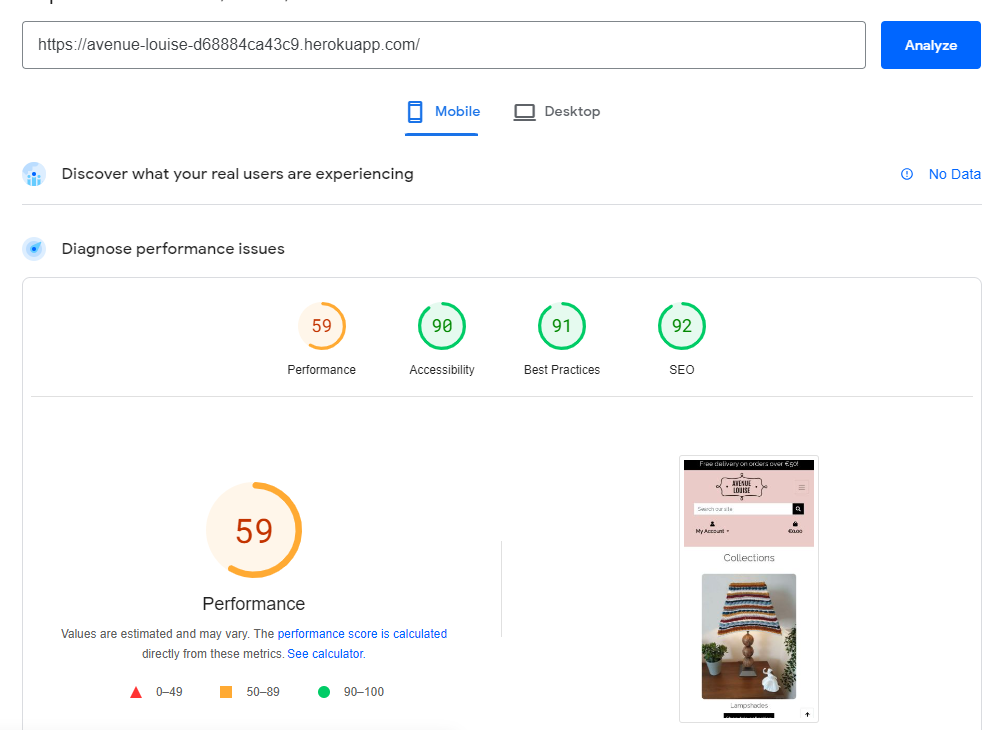 https://avenue-louise-d68884ca43c9.herokuapp.com/
Analyze
Mobile
Desktop
Discover what your real users are experiencing
No Data
Diagnose performance issues
59
90
91
92
Performance
Accessibility
Best Practices
SEO
59
Performance
Values are estimated and may vary. The performance score is calculated
directly from these metrics. See calculator.
0–49
50–89
90–100
Free delivery on orders over €50!
AVENUE
LOUISE
Search our site
My Account
€0.00
Collections
Lampshades